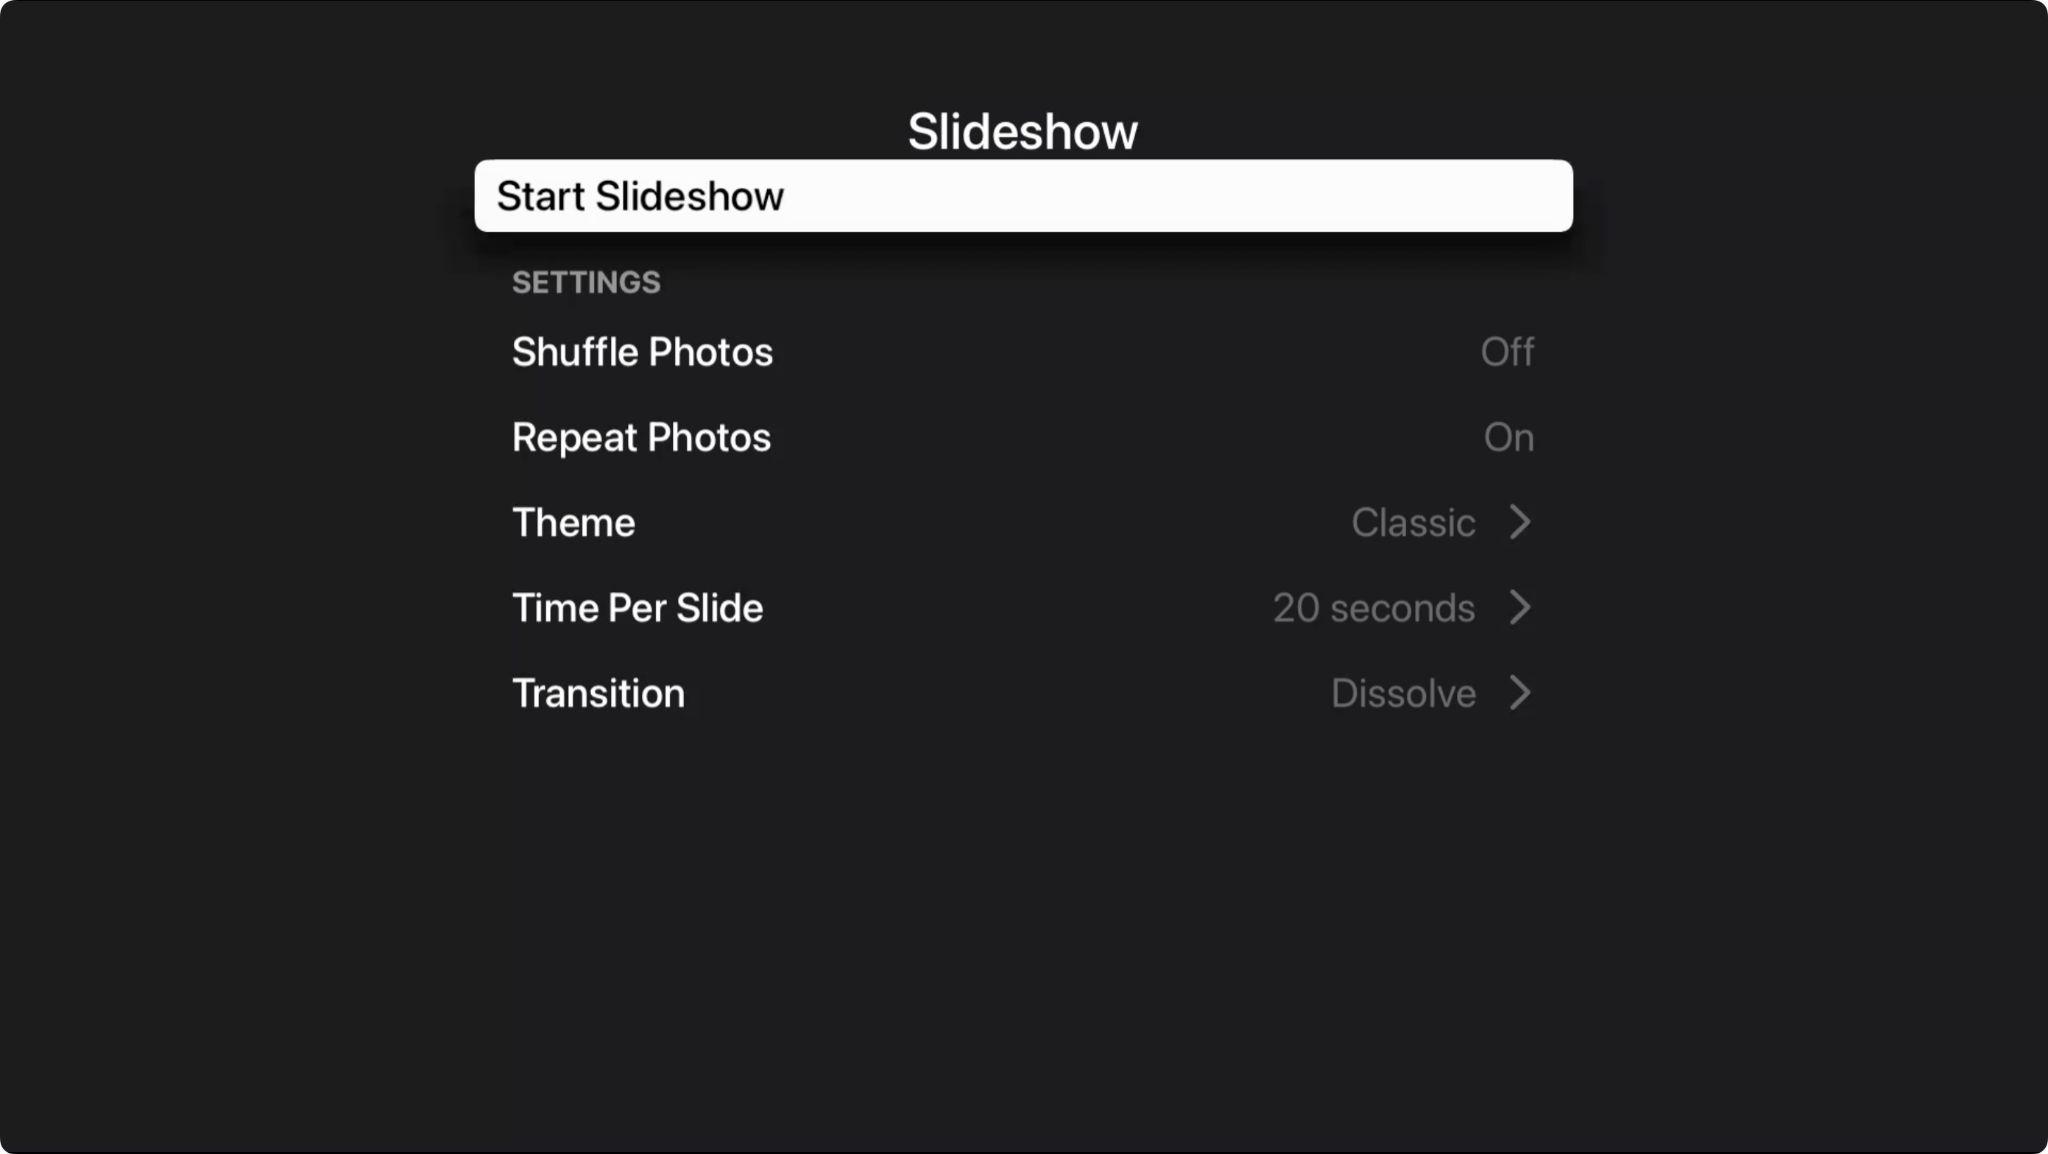 Slideshow
Start Slideshow
SETTINGS
Shuffle Photos Off
Repeat Photos On
Theme Classic
Time Per Slide 20 seconds
Transition Dissolve